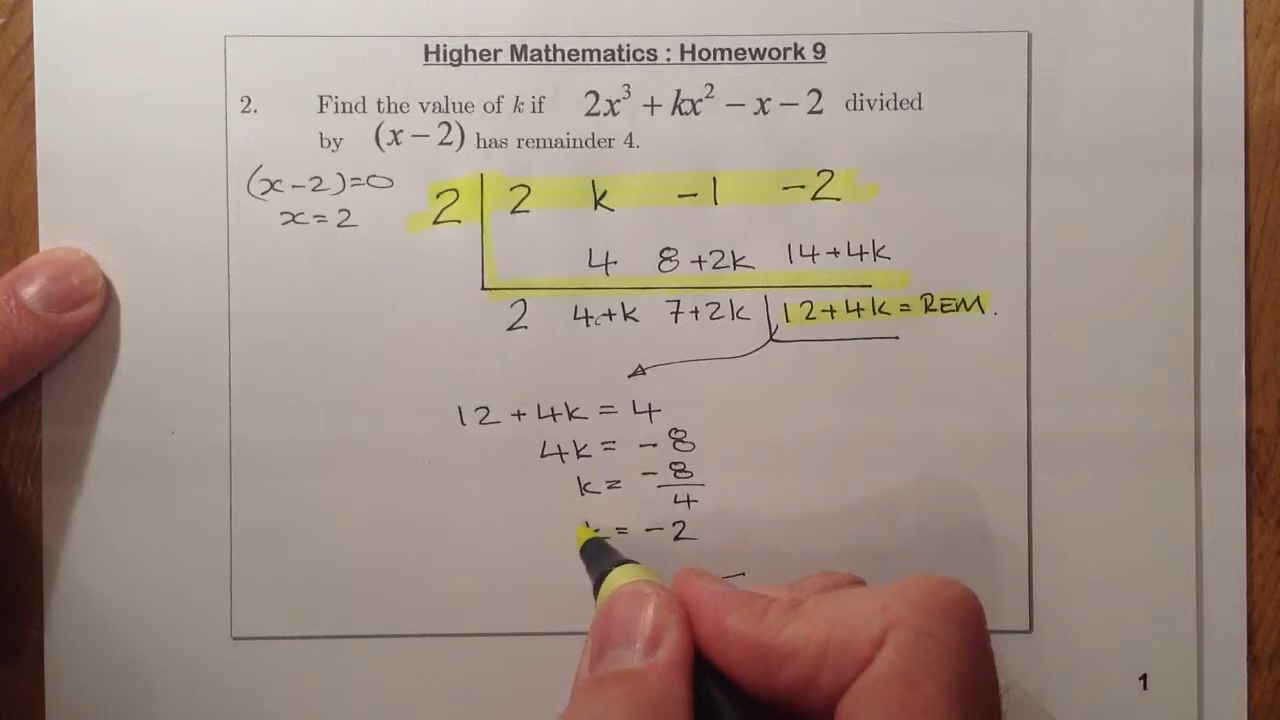 Higher Mathematics : Homework 9
2. Find the value of k if 2x³ + kx² − x − 2 divided
by (x − 2) has remainder 4.
(x−2)=0
x=2
2 2 k −1 −2
4 8+2k 14+4k
2 4+k 7+2k 12+4k = REM.
12 + 4k = 4
4k = −8
k = −8/4
k = −2
1